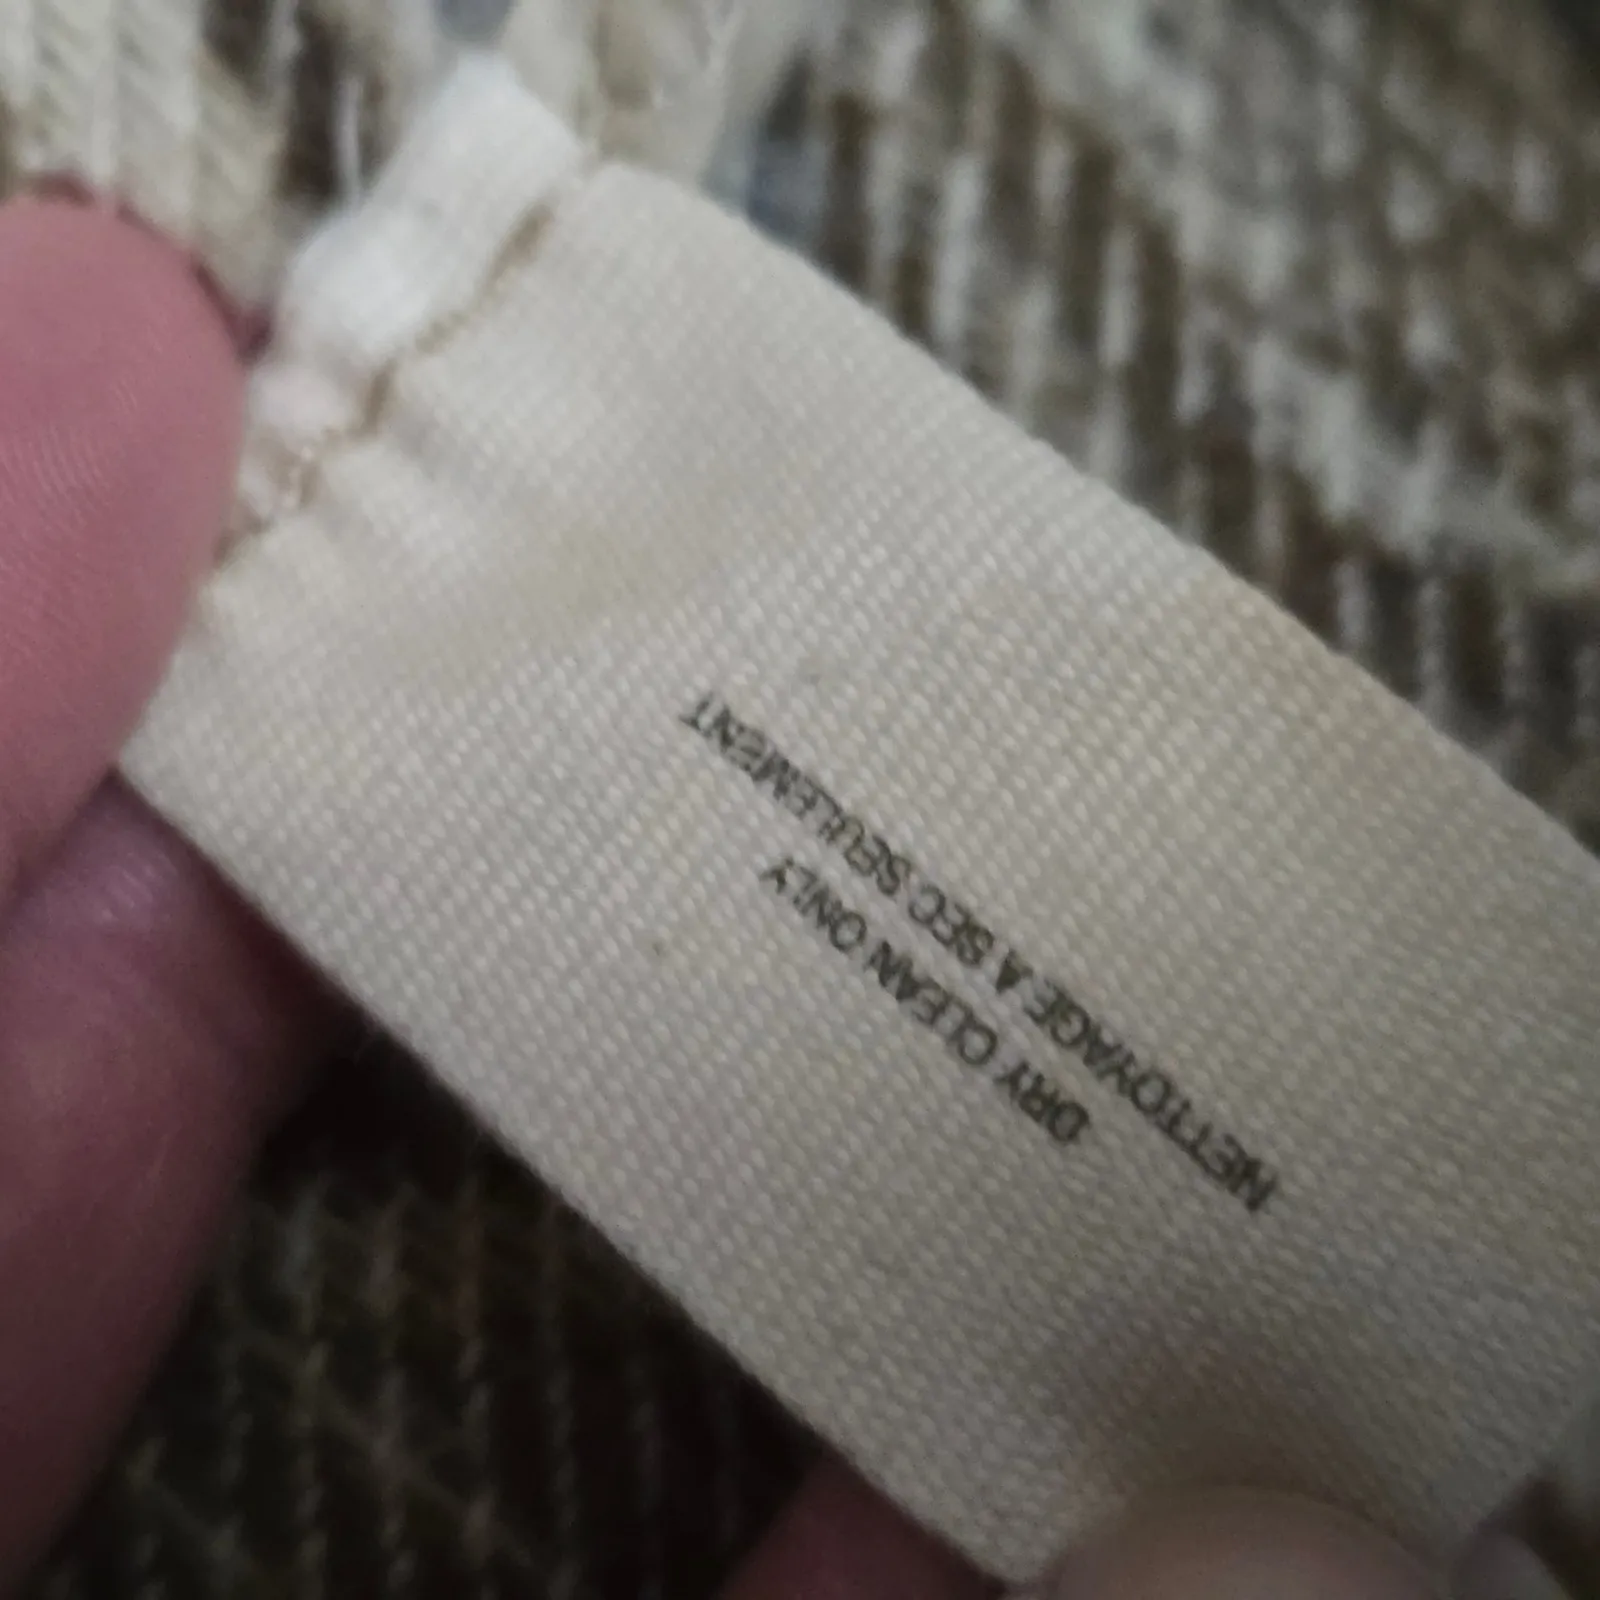 DRY CLEAN ONLY
NETTOYAGE A SEC SEULEMENT